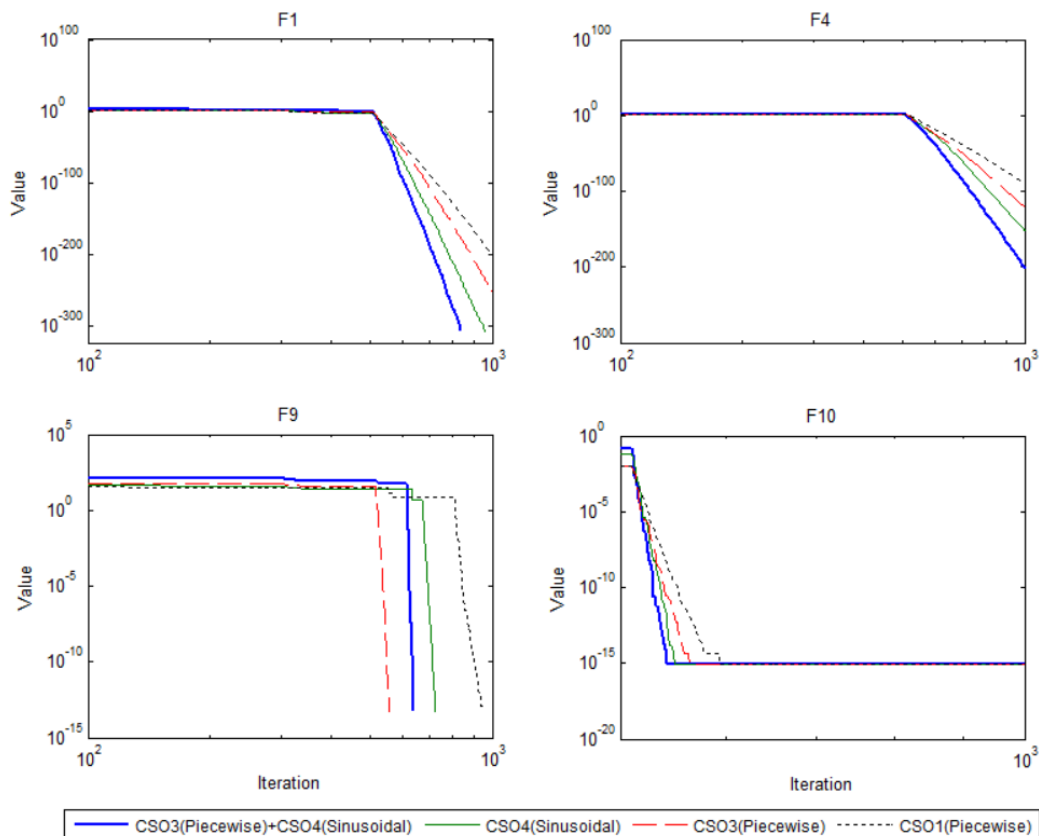 F1
10^100
10^0
10^-100
10^-200
10^-300
Value
10^2
10^3
F4
10^100
10^0
10^-100
10^-200
10^-300
Value
10^2
10^3
F9
10^5
10^0
10^-5
10^-10
10^-15
Value
10^2
10^3
Iteration
F10
10^0
10^-5
10^-10
10^-15
10^-20
Value
10^3
Iteration
CSO3(Piecewise)+CSO4(Sinusoidal) CSO4(Sinusoidal) CSO3(Piecewise) CSO1(Piecewise)